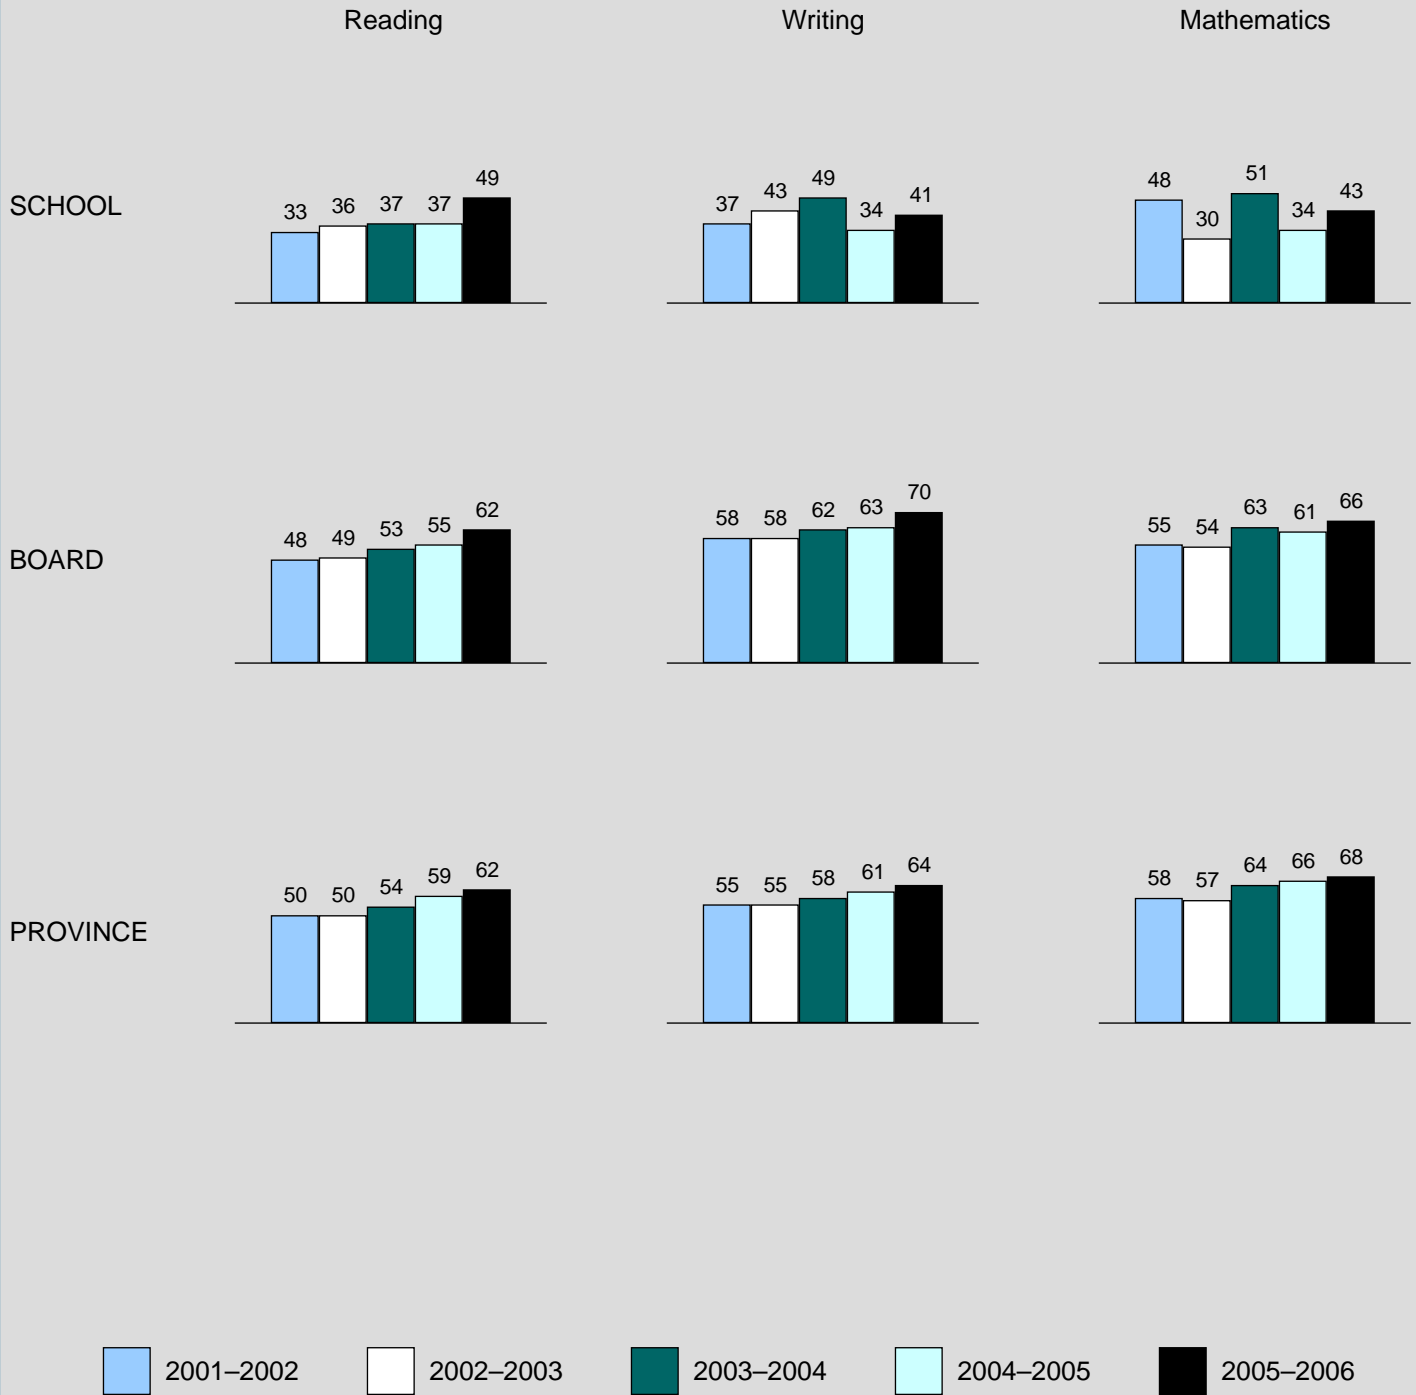 Reading Writing Mathematics
SCHOOL
33 36 37 37 49
37 43 49 34 41
48 30 51 34 43
BOARD
48 49 53 55 62
58 58 62 63 70
55 54 63 61 66
PROVINCE
50 50 54 59 62
55 55 58 61 64
58 57 64 66 68
2001–2002 2002–2003 2003–2004 2004–2005 2005–2006